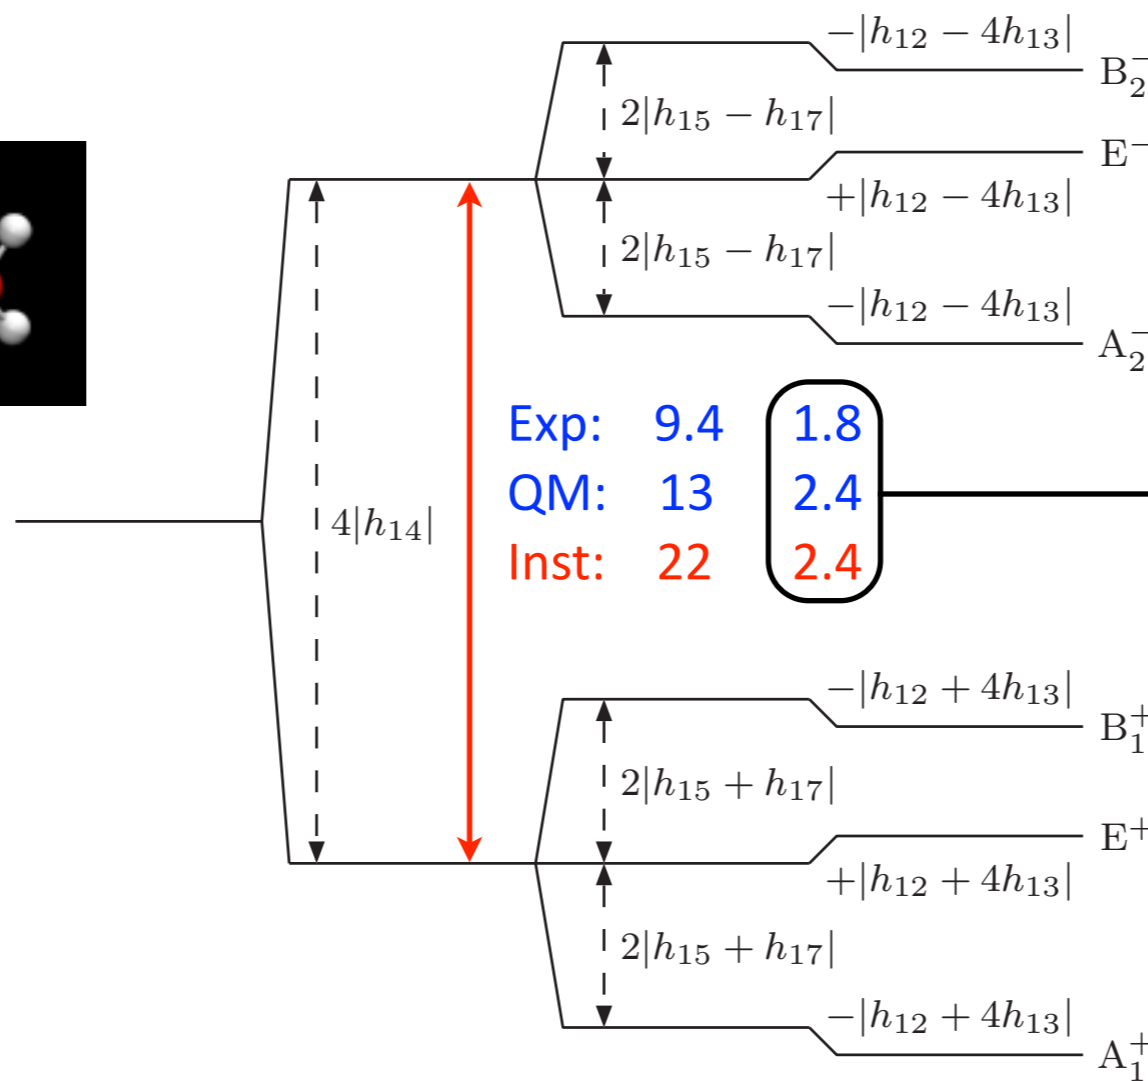 −|h₁₂ − 4h₁₃|
B₂⁻
2|h₁₅ − h₁₇|
E⁻
+|h₁₂ − 4h₁₃|
2|h₁₅ − h₁₇|
−|h₁₂ − 4h₁₃|
A₂⁻
Exp: 9.4 1.8
QM: 13 2.4
4|h₁₄|
Inst: 22 2.4
−|h₁₂ + 4h₁₃|
B₁⁺
2|h₁₅ + h₁₇|
E⁺
+|h₁₂ + 4h₁₃|
2|h₁₅ + h₁₇|
−|h₁₂ + 4h₁₃|
A₁⁺